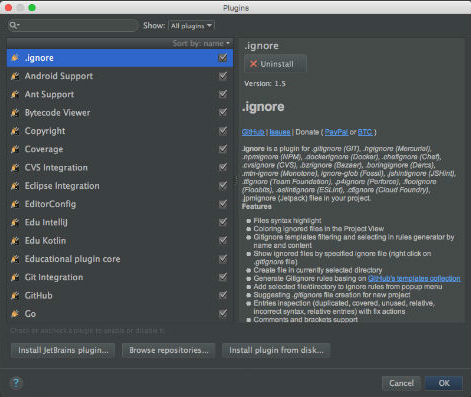 Plugins
Show: All plugins
Sort by: name
.ignore
Android Support
Ant Support
Bytecode Viewer
Copyright
Coverage
CVS Integration
Eclipse Integration
EditorConfig
Edu IntelliJ
Edu Kotlin
Educational plugin core
Git Integration
GitHub
Go
Check or uncheck a plugin to enable or disable it.
Install JetBrains plugin...
Browse repositories...
Install plugin from disk...
.ignore
Uninstall
Version: 1.5
.ignore
GitHub | Issues | Donate ( PayPal or BTC )
.ignore is a plugin for .gitignore (GIT), .hgignore (Mercurial),
.npmignore (NPM), .dockerignore (Docker), .chefignore (Chef),
.cvsignore (CVS), .bzrignore (Bazaar), .boringignore (Darcs),
.mtn-ignore (Monotone), ignore-glob (Fossil), .jshintignore (JSHint),
.tfignore (Team Foundation), .p4ignore (Perforce), .flooignore
(Floobits), .eslintignore (ESLint), .cfignore (Cloud Foundry),
.jpmignore (Jetpack) files in your project.
Features
Files syntax highlight
Coloring ignored files in the Project View
Gitignore templates filtering and selecting in rules generator by
name and content
Show ignored files by specified ignore file (right click on
.gitignore file)
Create file in currently selected directory
Generate Gitignore rules basing on GitHub's templates collection
Add selected file/directory to ignore rules from popup menu
Suggesting .gitignore file creation for new project
Entries inspection (duplicated, covered, unused, relative,
incorrect syntax, relative entries) with fix actions
Comments and brackets support
?
Cancel
OK